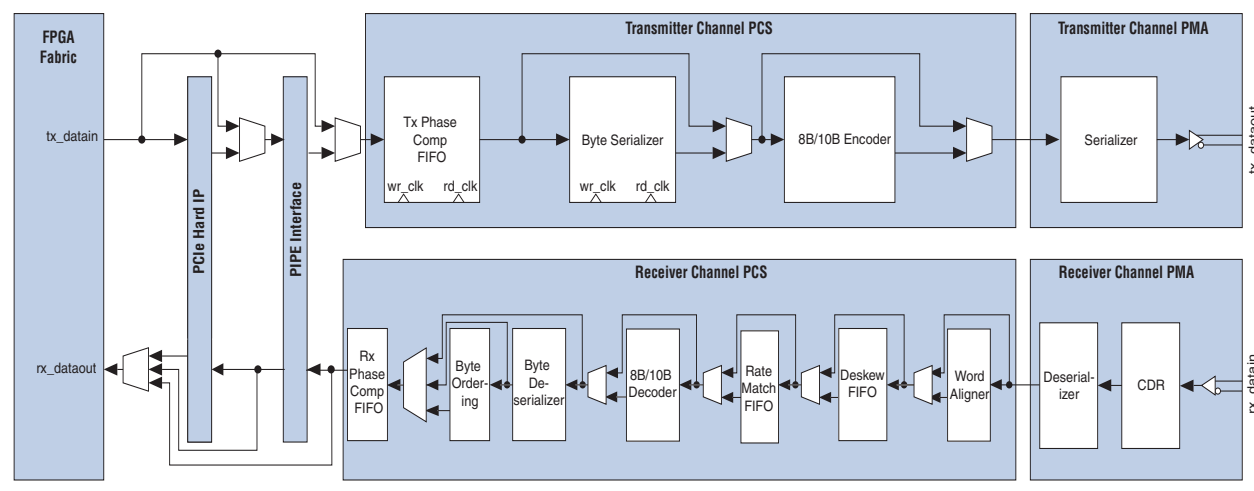 FPGA
Fabric
tx_datain
rx_dataout
PCIe Hard IP
PIPE Interface
Transmitter Channel PCS
Tx Phase
Comp
FIFO
wr_clk
rd_clk
Byte Serializer
wr_clk
rd_clk
8B/10B Encoder
Transmitter Channel PMA
Serializer
tx_dataout
Receiver Channel PCS
Rx
Phase
Comp
FIFO
Byte
Order-
ing
Byte
De-
serializer
8B/10B
Decoder
Rate
Match
FIFO
Deskew
FIFO
Word
Aligner
Receiver Channel PMA
Deserial-
izer
CDR
rx_datain